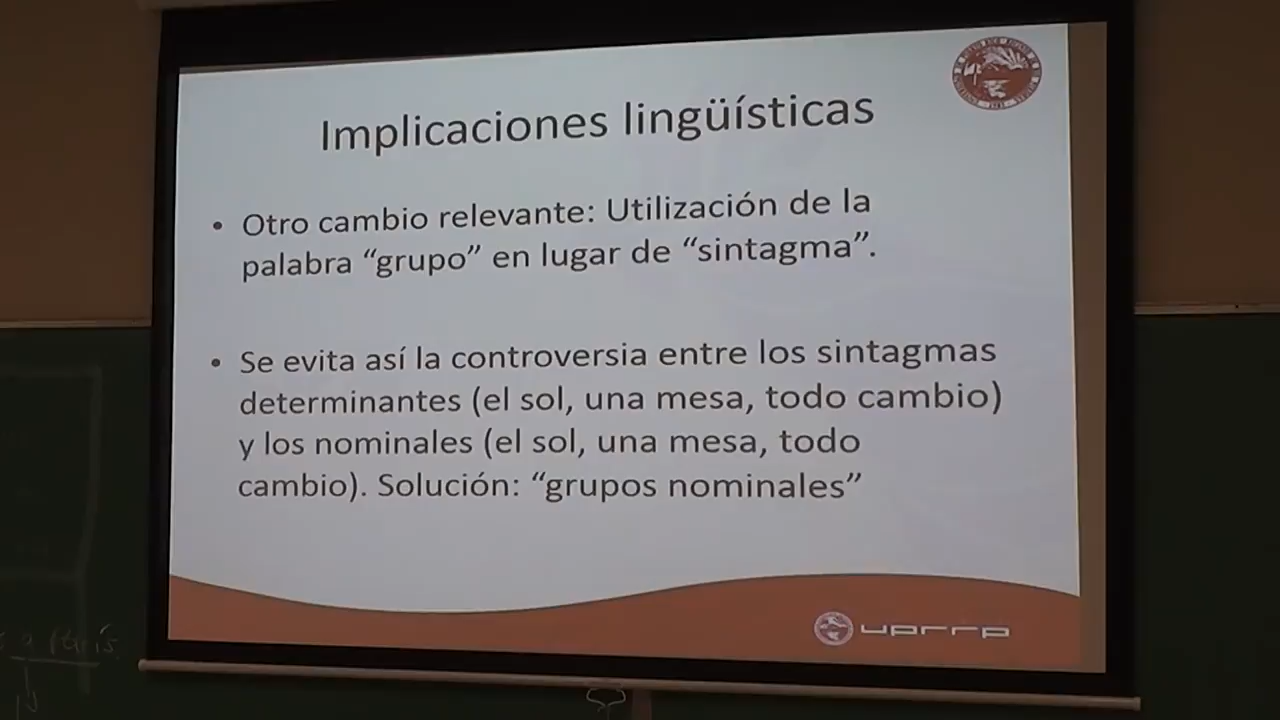 Implicaciones lingüísticas
• Otro cambio relevante: Utilización de la
palabra “grupo” en lugar de “sintagma”.
• Se evita así la controversia entre los sintagmas
determinantes (el sol, una mesa, todo cambio)
y los nominales (el sol, una mesa, todo
cambio). Solución: “grupos nominales”
uprrp